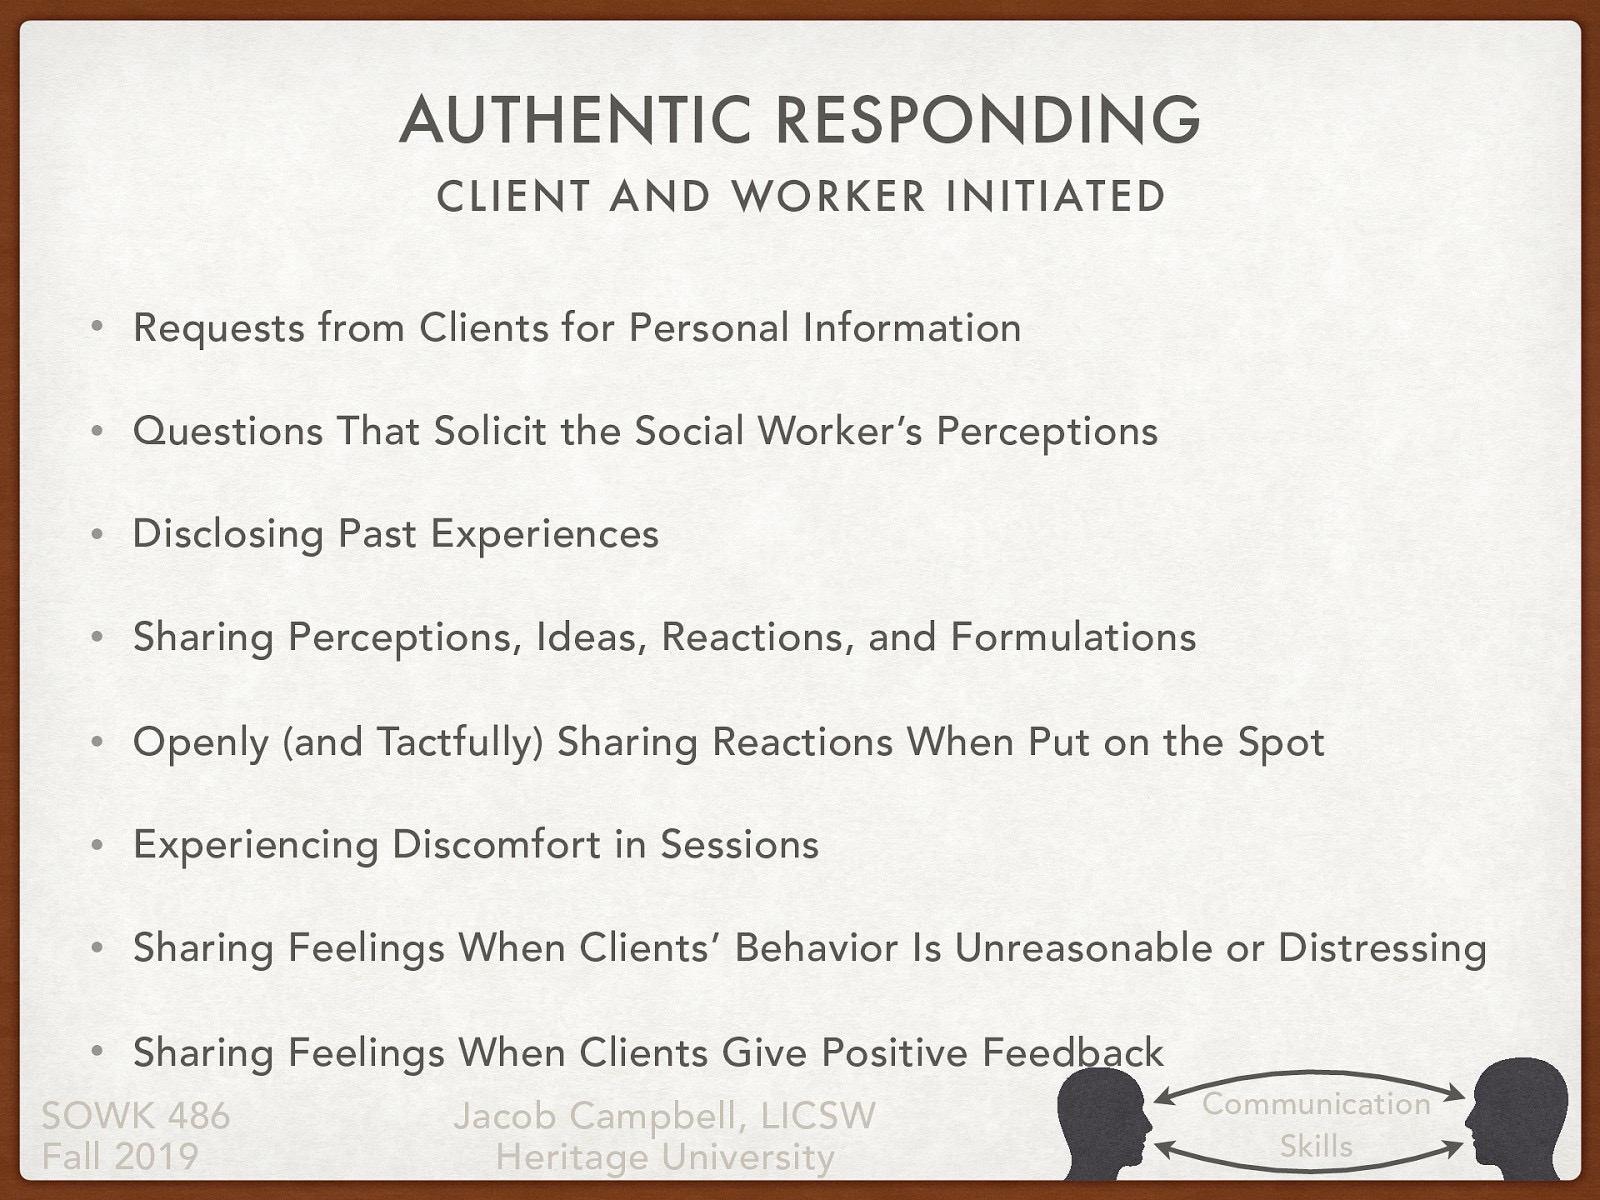 AUTHENTIC RESPONDING
CLIENT AND WORKER INITIATED
• Requests from Clients for Personal Information
• Questions That Solicit the Social Worker’s Perceptions
• Disclosing Past Experiences
• Sharing Perceptions, Ideas, Reactions, and Formulations
• Openly (and Tactfully) Sharing Reactions When Put on the Spot
• Experiencing Discomfort in Sessions
• Sharing Feelings When Clients’ Behavior Is Unreasonable or Distressing
• Sharing Feelings When Clients Give Positive Feedback
SOWK 486
Fall 2019
Jacob Campbell, LICSW
Heritage University
Communication
Skills